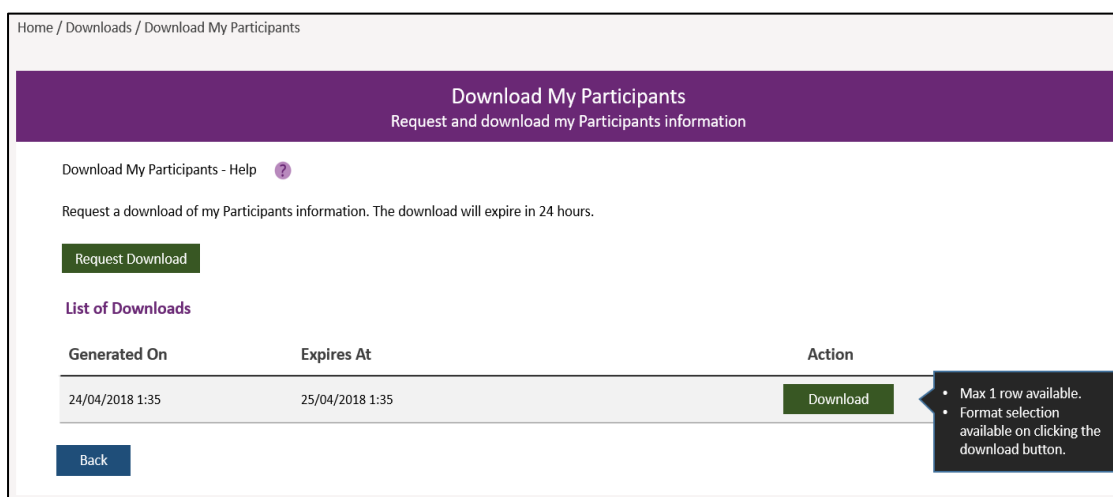 Home / Downloads / Download My Participants
Download My Participants
Request and download my Participants information
Download My Participants - Help ?
Request a download of my Participants information. The download will expire in 24 hours.
Request Download
List of Downloads
Generated On Expires At Action
24/04/2018 1:35 25/04/2018 1:35 Download
• Max 1 row available.
• Format selection
available on clicking the
download button.
Back